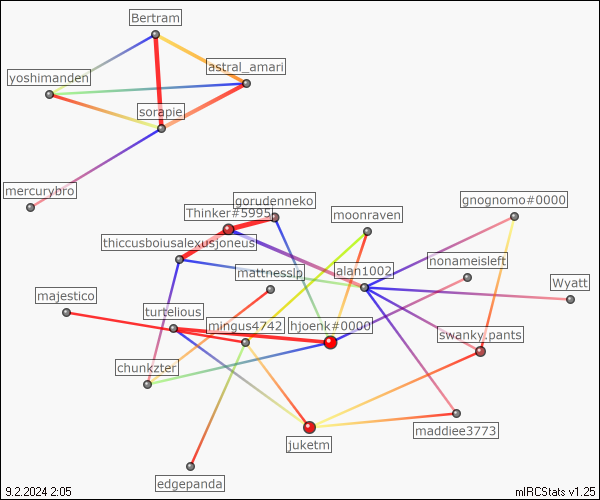 Bertram
astral_amari
yoshimanden
sorapie
mercurybro
gorudenneko
gnognomo#0000
Thinker#5995
moonraven
thiccusboiusalexusjoneus
nonameisleft
mattnesslp
alan1002
Wyatt
majestico
turtelious
mingus4742
hjoenk#0000
swanky.pants
chunkzter
maddiee3773
juketm
edgepanda
9.2.2024 2:05
mIRCStats v1.25